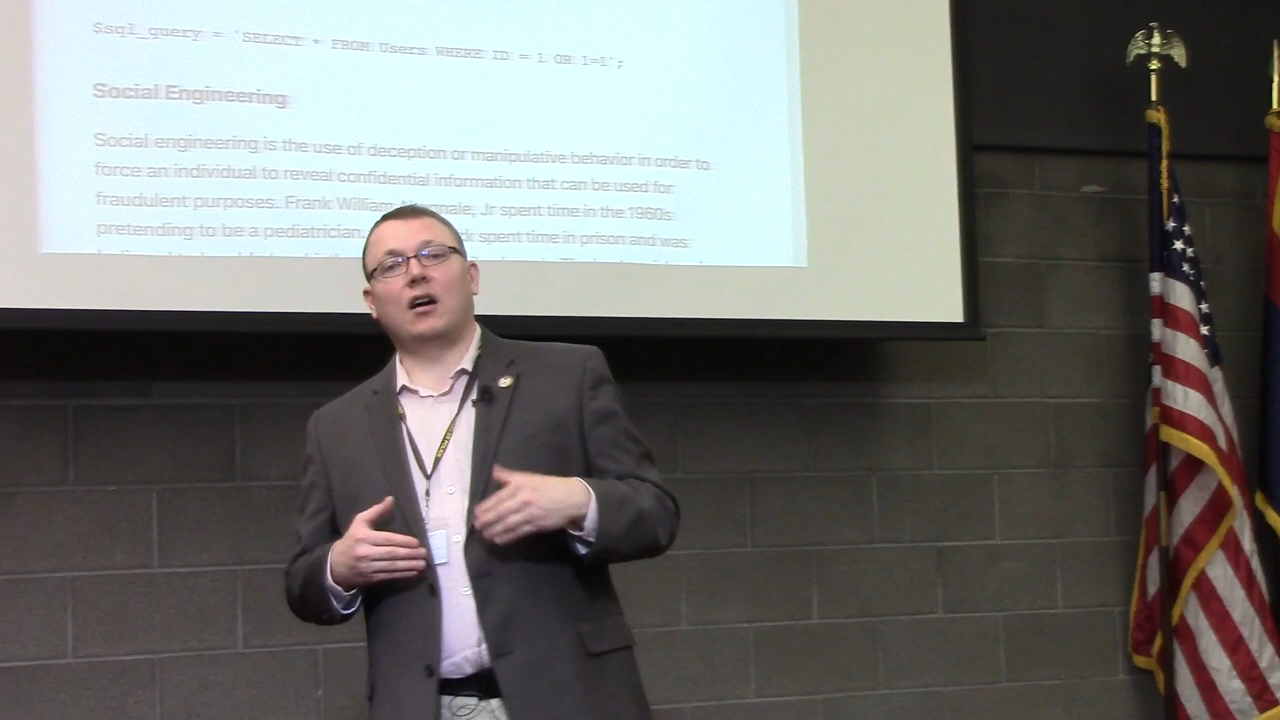 $sql_query = 'SELECT * FROM Users WHERE ID = 1 OR 1=1';
Social Engineering
Social engineering is the use of deception or manipulative behavior in order to
force an individual to reveal confidential information that can be used for
fraudulent purposes. Frank William Jr spent time in the 1960s
pretending to be a pediatrician. spent time in prison and was